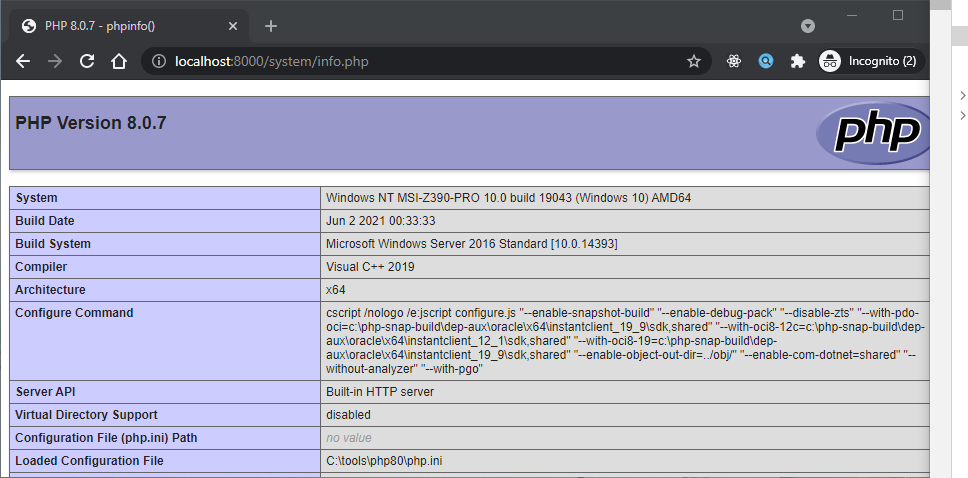 PHP 8.0.7 - phpinfo()
localhost:8000/system/info.php
Incognito (2)
PHP Version 8.0.7
php
System Windows NT MSI-Z390-PRO 10.0 build 19043 (Windows 10) AMD64
Build Date Jun 2 2021 00:33:33
Build System Microsoft Windows Server 2016 Standard [10.0.14393]
Compiler Visual C++ 2019
Architecture x64
Configure Command cscript /nologo /e:jscript configure.js "--enable-snapshot-build" "--enable-debug-pack" "--disable-zts" "--with-pdo-
oci=c:\php-snap-build\dep-aux\oracle\x64\instantclient_19_9\sdk,shared" "--with-oci8-12c=c:\php-snap-build\dep-
aux\oracle\x64\instantclient_12_1\sdk,shared" "--with-oci8-19=c:\php-snap-build\dep-
aux\oracle\x64\instantclient_19_9\sdk,shared" "--enable-object-out-dir=../obj/" "--enable-com-dotnet=shared" "--
without-analyzer" "--with-pgo"
Server API Built-in HTTP server
Virtual Directory Support disabled
Configuration File (php.ini) Path no value
Loaded Configuration File C:\tools\php80\php.ini